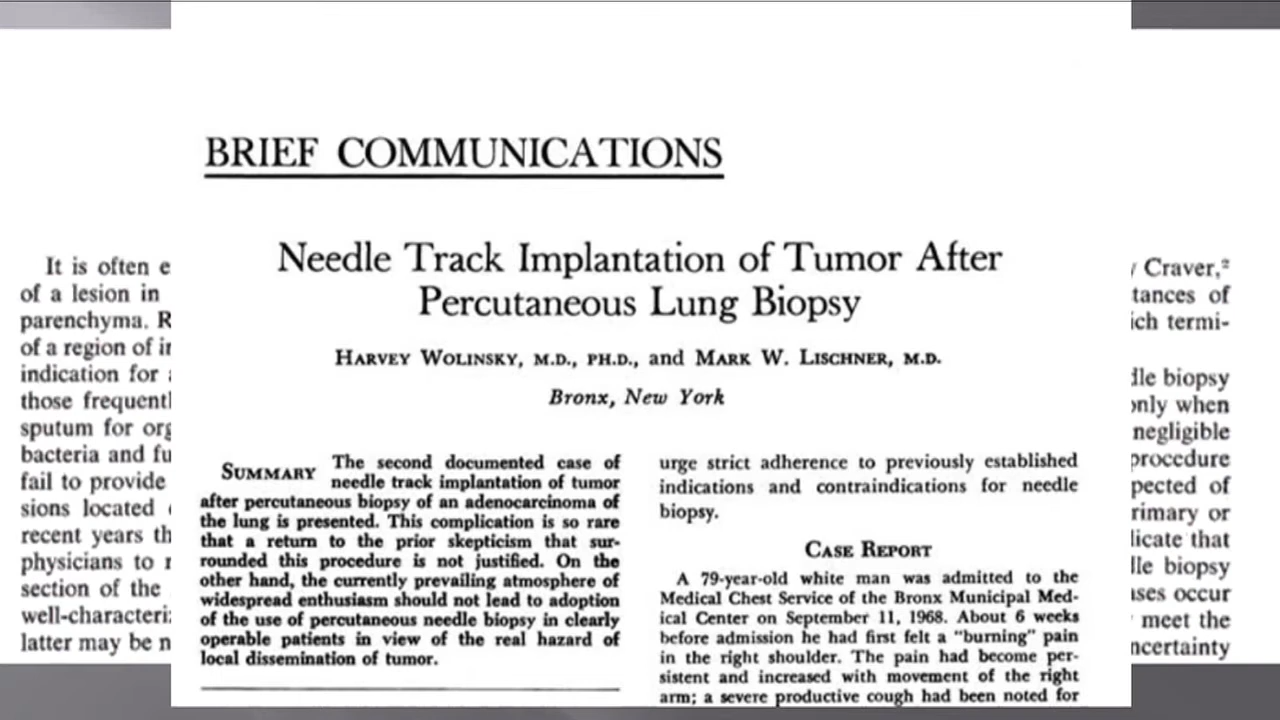 BRIEF COMMUNICATIONS
Needle Track Implantation of Tumor After
Percutaneous Lung Biopsy
HARVEY WOLINSKY, M.D., PH.D., and MARK W. LISCHNER, M.D.
Bronx, New York
SUMMARY The second documented case of
needle track implantation of tumor
after percutaneous biopsy of an adenocarcinoma of
the lung is presented. This complication is so rare
that a return to the prior skepticism that sur-
rounded this procedure is not justified. On the
other hand, the currently prevailing atmosphere of
widespread enthusiasm should not lead to adoption
of the use of percutaneous needle biopsy in clearly
operable patients in view of the real hazard of
local dissemination of tumor.
urge strict adherence to previously established
indications and contraindications for needle
biopsy.
CASE REPORT
A 79-year-old white man was admitted to the
Medical Chest Service of the Bronx Municipal Med-
ical Center on September 11, 1968. About 6 weeks
before admission he had first felt a "burning" pain
in the right shoulder. The pain had become per-
sistent and increased with movement of the right
arm; a severe productive cough had been noted for
It is often
of a lesion in
parenchyma.
of a region of
indication for
those
sputum for
bacteria and
fail to provide
sions located
recent years
physicians to
section of the
latter may be
Craver,²
tances of
ich termi-
biopsy
only when
negligible
procedure
pected of
rimary or
licate that
biopsy
ases occur
meet the
ncertainty